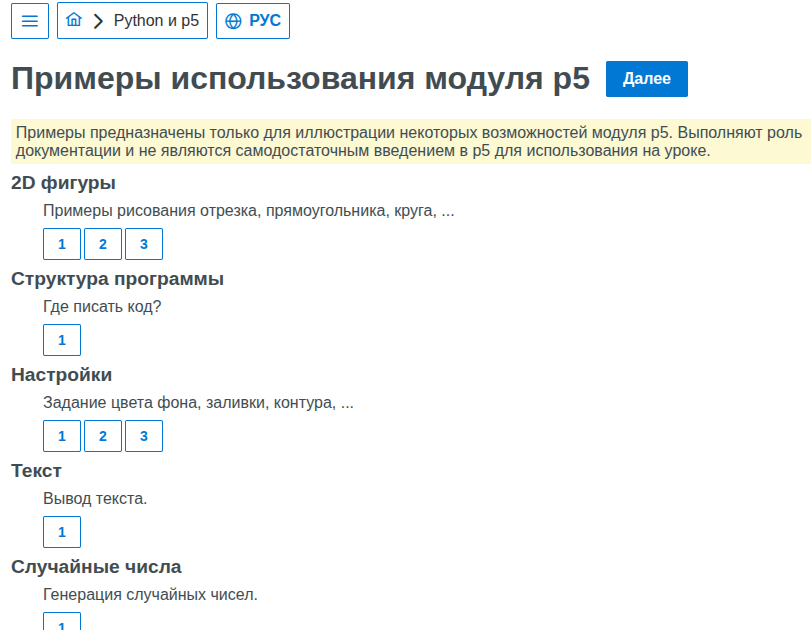 Python и p5
РУС
Примеры использования модуля p5
Далее
Примеры предназначены только для иллюстрации некоторых возможностей модуля p5. Выполняют роль
документации и не являются самодостаточным введением в p5 для использования на уроке.
2D фигуры
Примеры рисования отрезка, прямоугольника, круга, ...
1 2 3
Структура программы
Где писать код?
1
Настройки
Задание цвета фона, заливки, контура, ...
1 2 3
Текст
Вывод текста.
1
Случайные числа
Генерация случайных чисел.
1